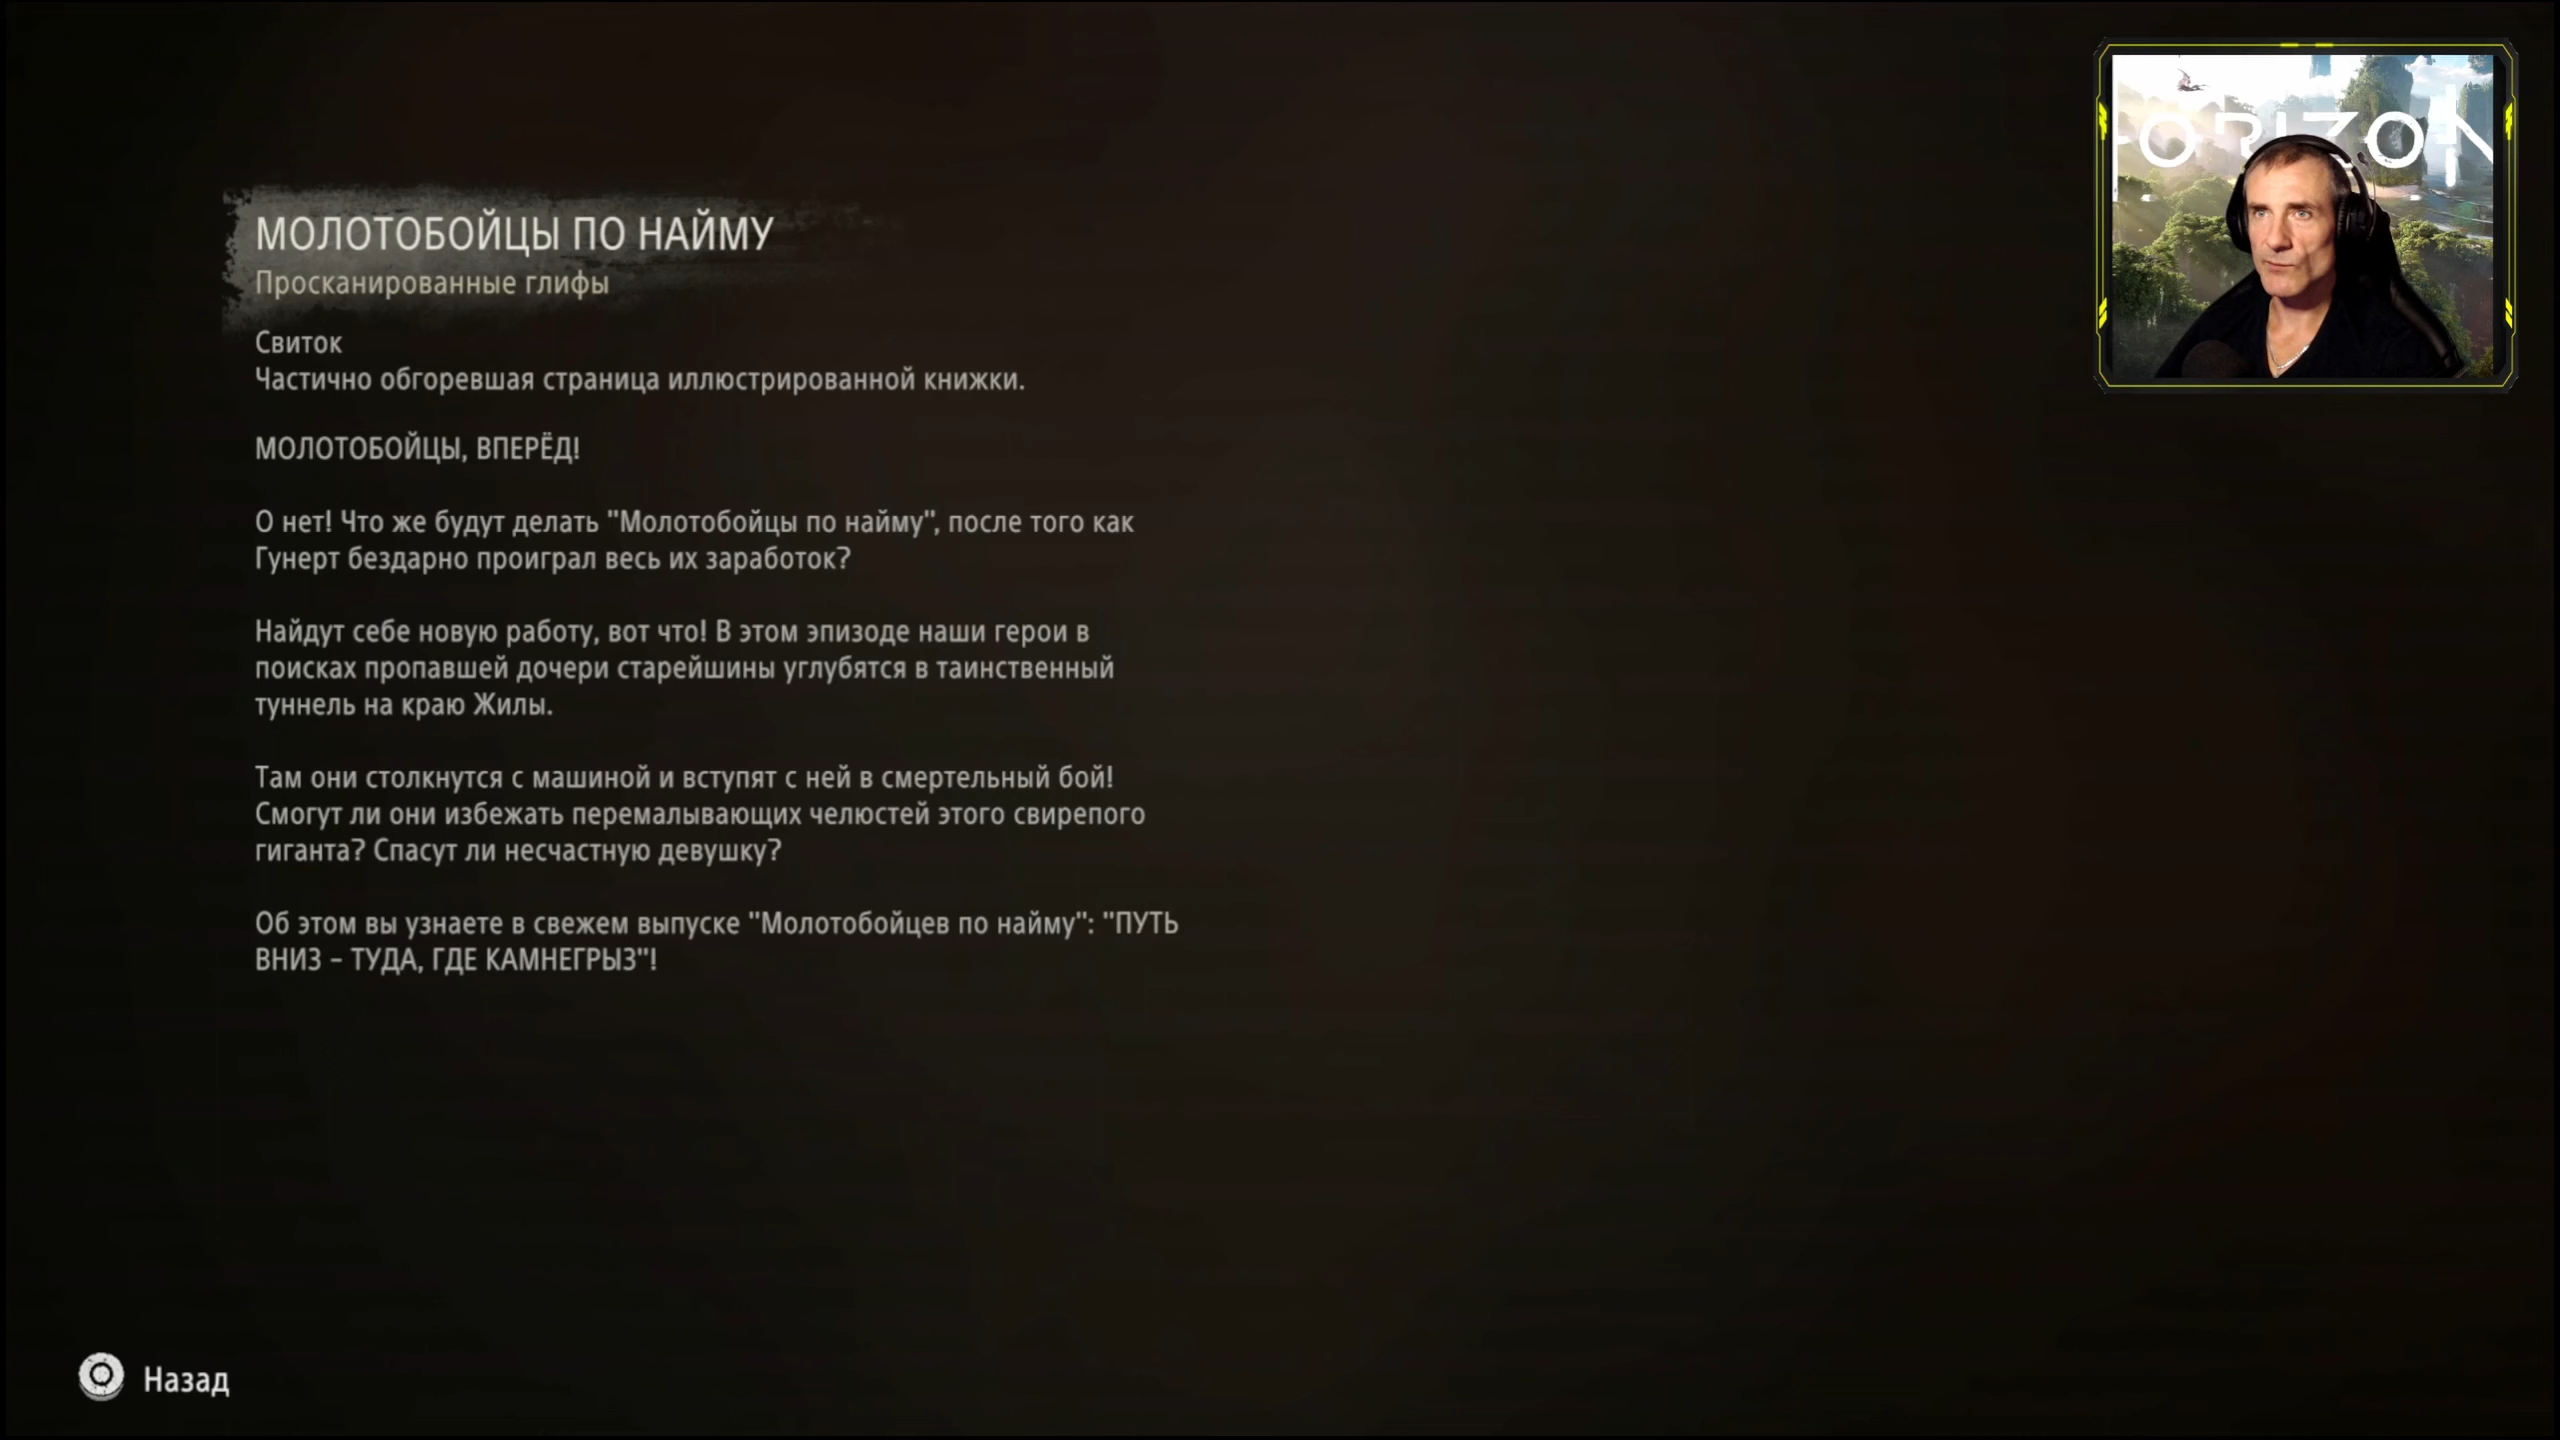 МОЛОТОБОЙЦЫ ПО НАЙМУ
Просканированные глифы
Свиток
Частично обгоревшая страница иллюстрированной книжки.
МОЛОТОБОЙЦЫ, ВПЕРЁД!
О нет! Что же будут делать "Молотобойцы по найму", после того как
Гунерт бездарно проиграл весь их заработок?
Найдут себе новую работу, вот что! В этом эпизоде наши герои в
поисках пропавшей дочери старейшины углубятся в таинственный
туннель на краю Жилы.
Там они столкнутся с машиной и вступят с ней в смертельный бой!
Смогут ли они избежать перемалывающих челюстей этого свирепого
гиганта? Спасут ли несчастную девушку?
Об этом вы узнаете в свежем выпуске "Молотобойцев по найму": "ПУТЬ
ВНИЗ – ТУДА, ГДЕ КАМНЕГРЫЗ"!
Назад